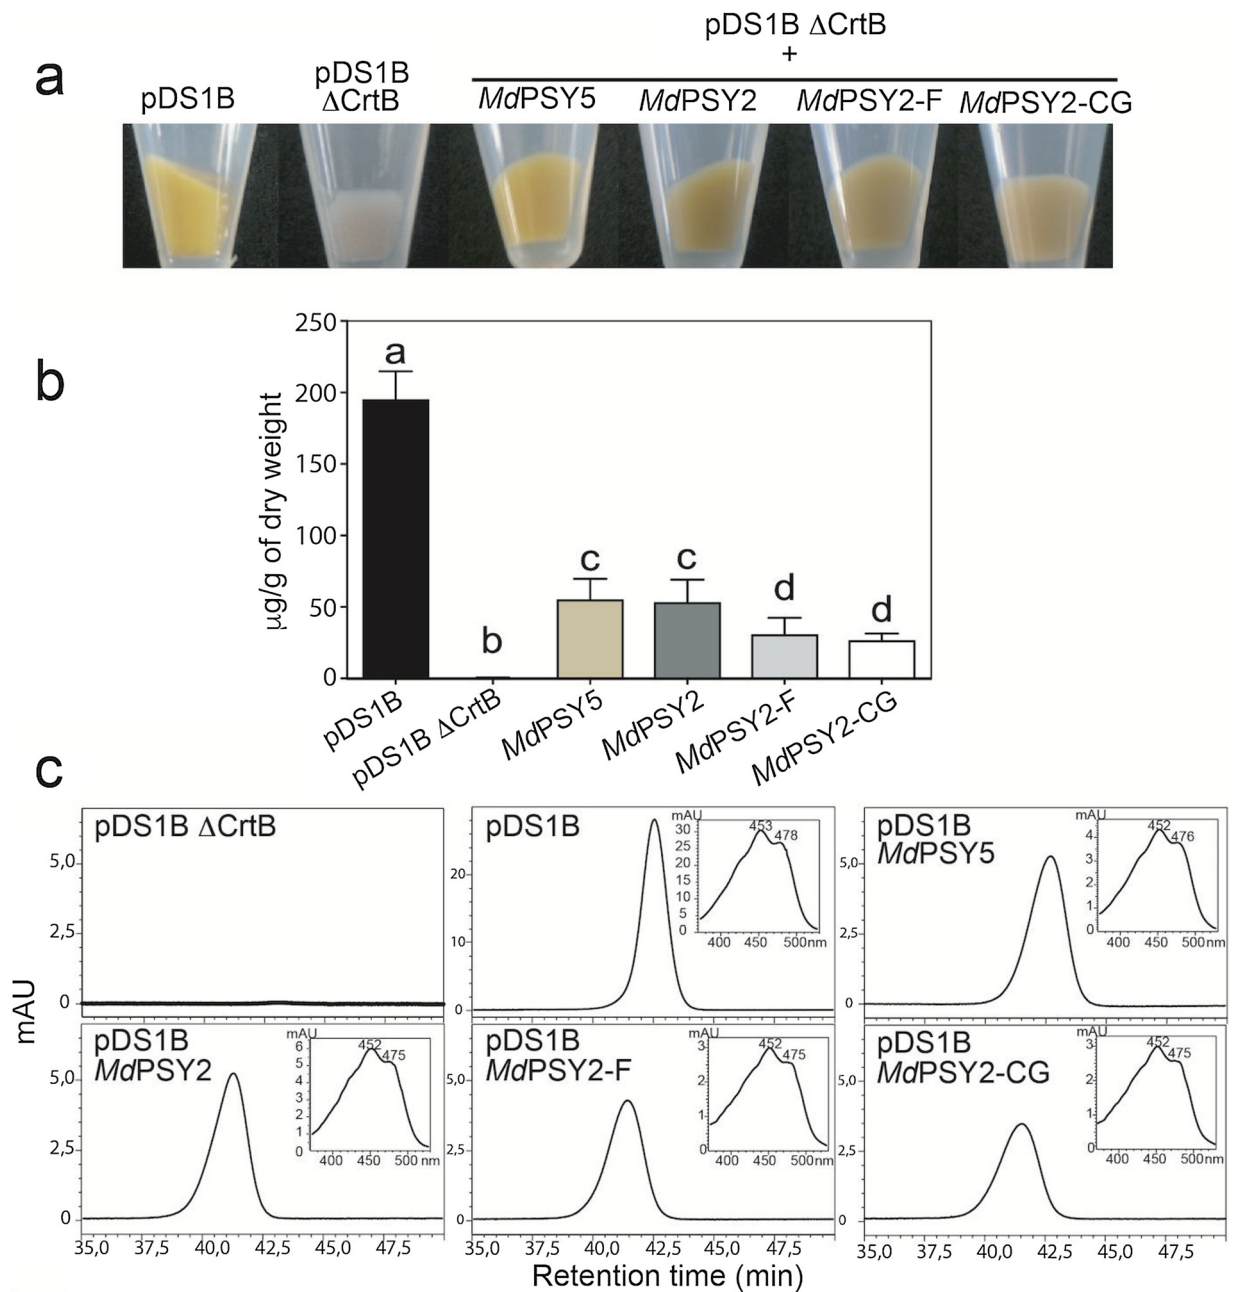 a
pDS1B ΔCrtB
+
pDS1B
pDS1B
ΔCrtB
MdPSY5
MdPSY2
MdPSY2-F
MdPSY2-CG
b
μg/g of dry weight
250
200
150
100
50
0
a
b
c
c
d
d
pDS1B
pDS1B ΔCrtB
MdPSY5
MdPSY2
MdPSY2-F
MdPSY2-CG
c
mAU
pDS1B ΔCrtB
5,0
2,5
0
pDS1B
20
10
0
mAU
30
25
20
15
10
5
0
453
478
400 450 500nm
pDS1B
MdPSY5
5,0
2,5
0
mAU
4
3
2
1
0
452
476
400 450 500nm
pDS1B
MdPSY2
5,0
2,5
0
mAU
6
5
4
3
2
1
0
452
475
400 450 500 nm
35,0 37,5 40,0 42,5 45,0 47,5
pDS1B
MdPSY2-F
5,0
2,5
0
mAU
3
2
1
0
452
475
400 450 500nm
35,0 37,5 40,0 42,5 45,0 47,5
pDS1B
MdPSY2-CG
5,0
2,5
0
mAU
3
2
1
0
452
475
400 450 500nm
35,0 37,5 40,0 42,5 45,0 47,5
Retention time (min)